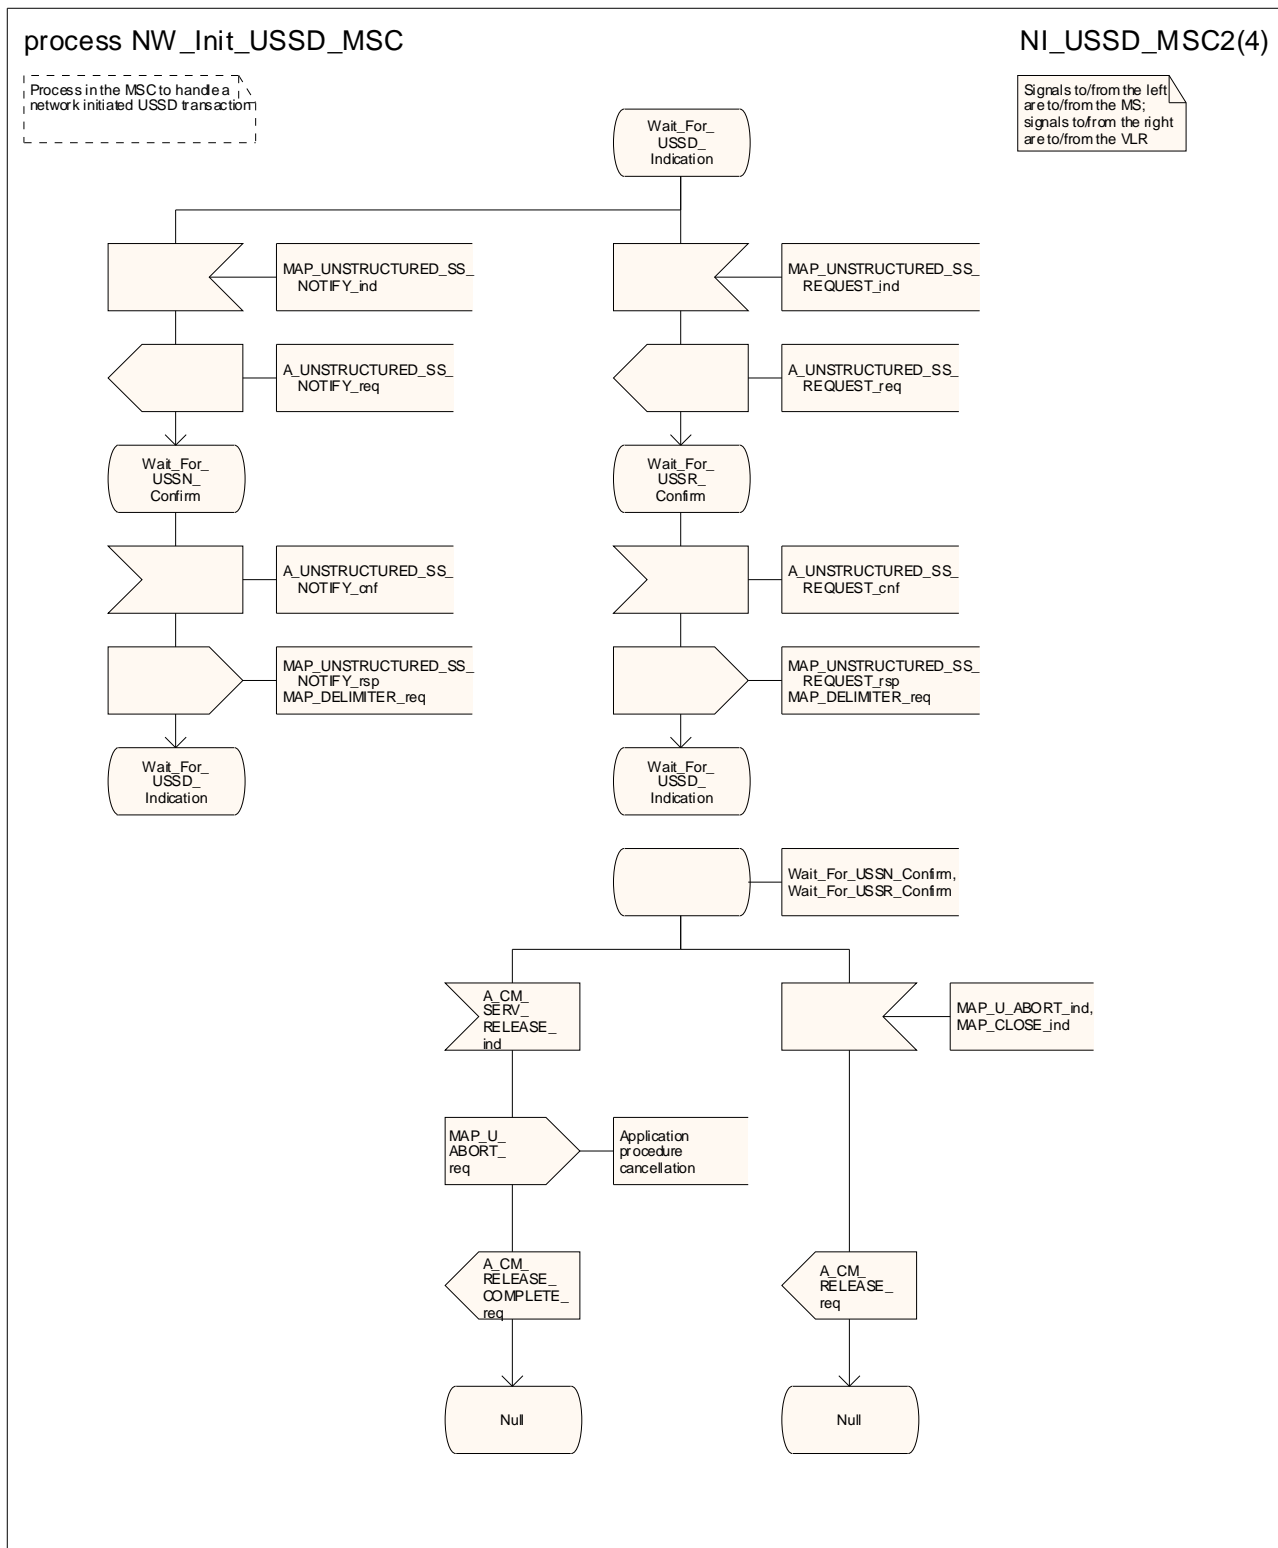 process NW_Init_USSD_MSC
NI_USSD_MSC2(4)
Process in the MSC to handle a
network initiated USSD transaction
Signals to/from the left
are to/from the MS;
signals to/from the right
are to/from the VLR
Wait_For_
USSD_
Indication
MAP_UNSTRUCTURED_SS_
NOTIFY_ind
MAP_UNSTRUCTURED_SS_
REQUEST_ind
A_UNSTRUCTURED_SS_
NOTIFY_req
A_UNSTRUCTURED_SS_
REQUEST_req
Wait_For_
USSN_
Confirm
Wait_For_
USSR_
Confirm
A_UNSTRUCTURED_SS_
NOTIFY_cnf
A_UNSTRUCTURED_SS_
REQUEST_cnf
MAP_UNSTRUCTURED_SS_
NOTIFY_rsp
MAP_DELIMITER_req
MAP_UNSTRUCTURED_SS_
REQUEST_rsp
MAP_DELIMITER_req
Wait_For_
USSD_
Indication
Wait_For_
USSD_
Indication
Wait_For_USSN_Confirm,
Wait_For_USSR_Confirm
A_CM_
SERV_
RELEASE_
ind
MAP_U_ABORT_ind,
MAP_CLOSE_ind
MAP_U_
ABORT_
req
Application
procedure
cancellation
A_CM_
RELEASE_
COMPLETE_
req
A_CM_
RELEASE_
req
Null
Null